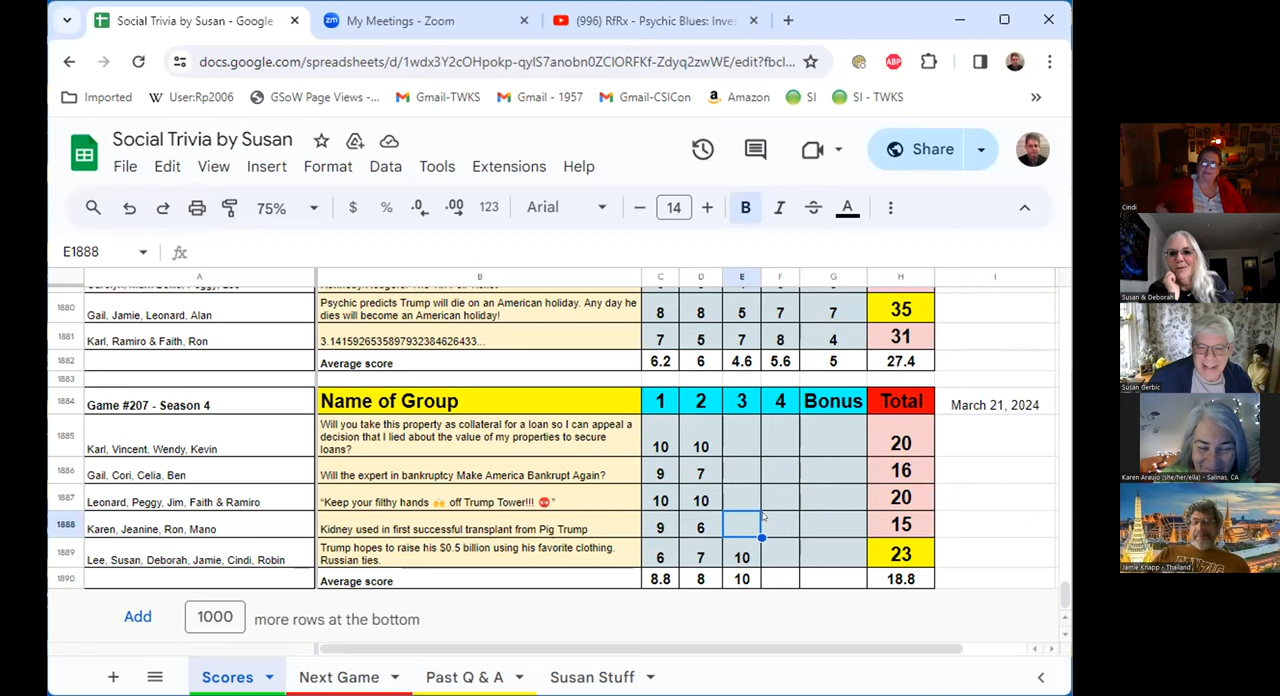 Social Trivia by Susan - Google
My Meetings - Zoom
(996) RfRx - Psychic Blues: Inves
docs.google.com/spreadsheets/d/1wdx3Y2cOHpokp-qylS7anobn0ZClORFKf-Zdyq2zwWE/edit?fbcl...
ABP
Imported
User:Rp2006
GSoW Page Views -...
Gmail-TWKS
Gmail - 1957
Gmail-CSICon
Amazon
SI
SI - TWKS
Social Trivia by Susan
File Edit View Insert Format Data Tools Extensions Help
Share
75% $ % .0 .00 123 Arial 14 B I S A
E1888 fx
A B C D E F G H I
1880 Gail, Jamie, Leonard, Alan
Psychic predicts Trump will die on an American holiday. Any day he
dies will become an American holiday!
8 8 5 7 7 35
1881 Karl, Ramiro & Faith, Ron 3.1415926535897932384626433... 7 5 7 8 4 31
1882 Average score 6.2 6 4.6 5.6 5 27.4
1883
1884 Game #207 - Season 4 Name of Group 1 2 3 4 Bonus Total March 21, 2024
1885 Karl, Vincent, Wendy, Kevin
Will you take this property as collateral for a loan so I can appeal a
decision that I lied about the value of my properties to secure
loans?
10 10 20
1886 Gail, Cori, Celia, Ben Will the expert in bankruptcy Make America Bankrupt Again? 9 7 16
1887 Leonard, Peggy, Jim, Faith & Ramiro “Keep your filthy hands 🙌 off Trump Tower!!! 🛑” 10 10 20
1888 Karen, Jeanine, Ron, Mano Kidney used in first successful transplant from Pig Trump 9 6 15
1889 Lee, Susan, Deborah, Jamie, Cindi, Robin
Trump hopes to raise his $0.5 billion using his favorite clothing.
Russian ties.
6 7 10 23
1890 Average score 8.8 8 10 18.8
Add 1000 more rows at the bottom
Scores
Next Game
Past Q & A
Susan Stuff
Cindi
Susan & Deborah
Susan Gerbic
Karen Araujo (she/her/ella) - Salinas, CA
Jamie Knapp - Thailand